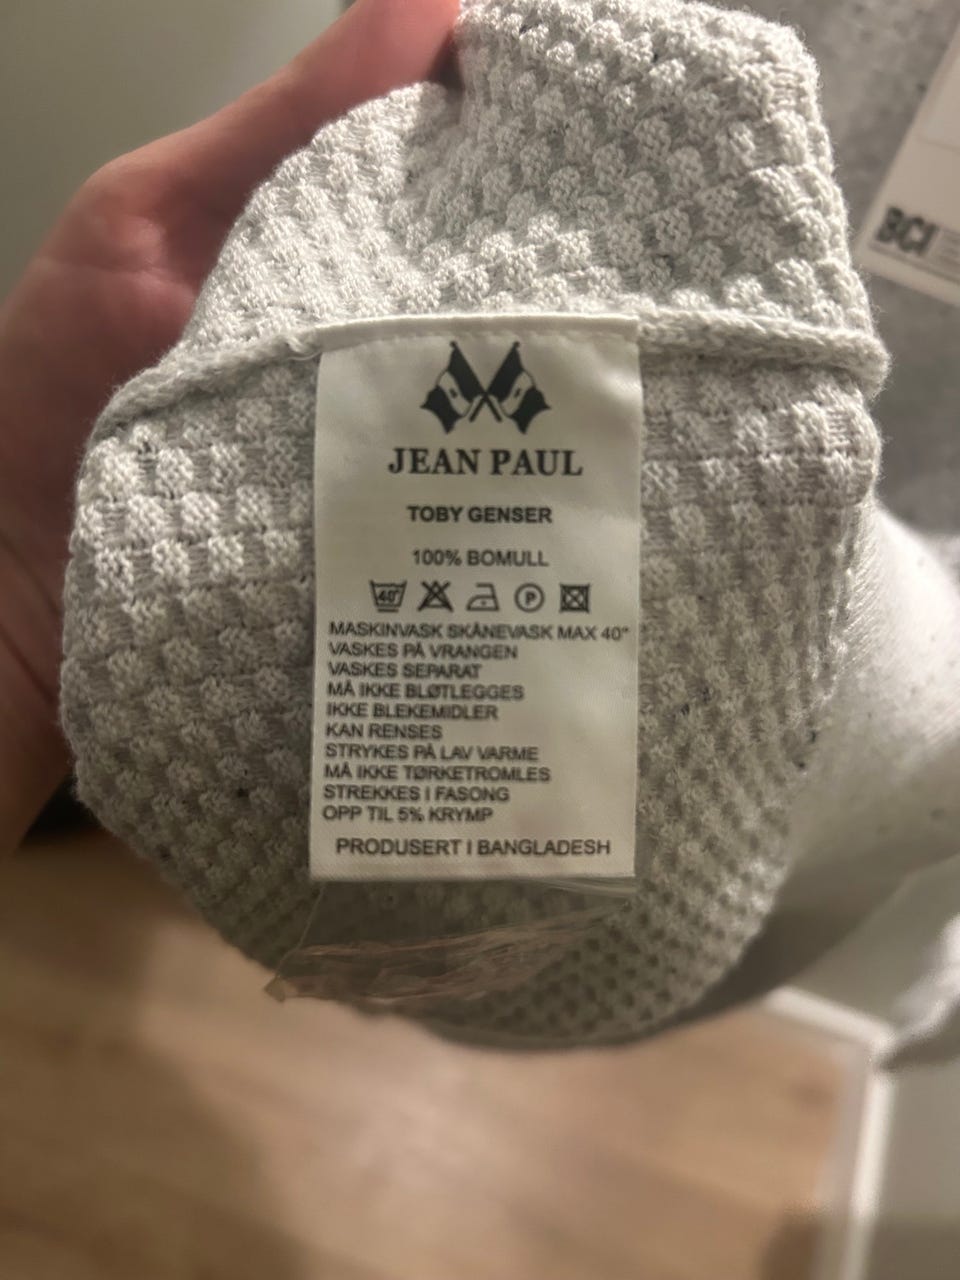 BCI
JEAN PAUL
TOBY GENSER
100% BOMULL
40° P
MASKINVASK SKÅNEVASK MAX 40°
VASKES PÅ VRANGEN
VASKES SEPARAT
MÅ IKKE BLØTLEGGES
IKKE BLEKEMIDLER
KAN RENSES
STRYKES PÅ LAV VARME
MÅ IKKE TØRKETROMLES
STREKKES I FASONG
OPP TIL 5% KRYMP
PRODUSERT I BANGLADESH